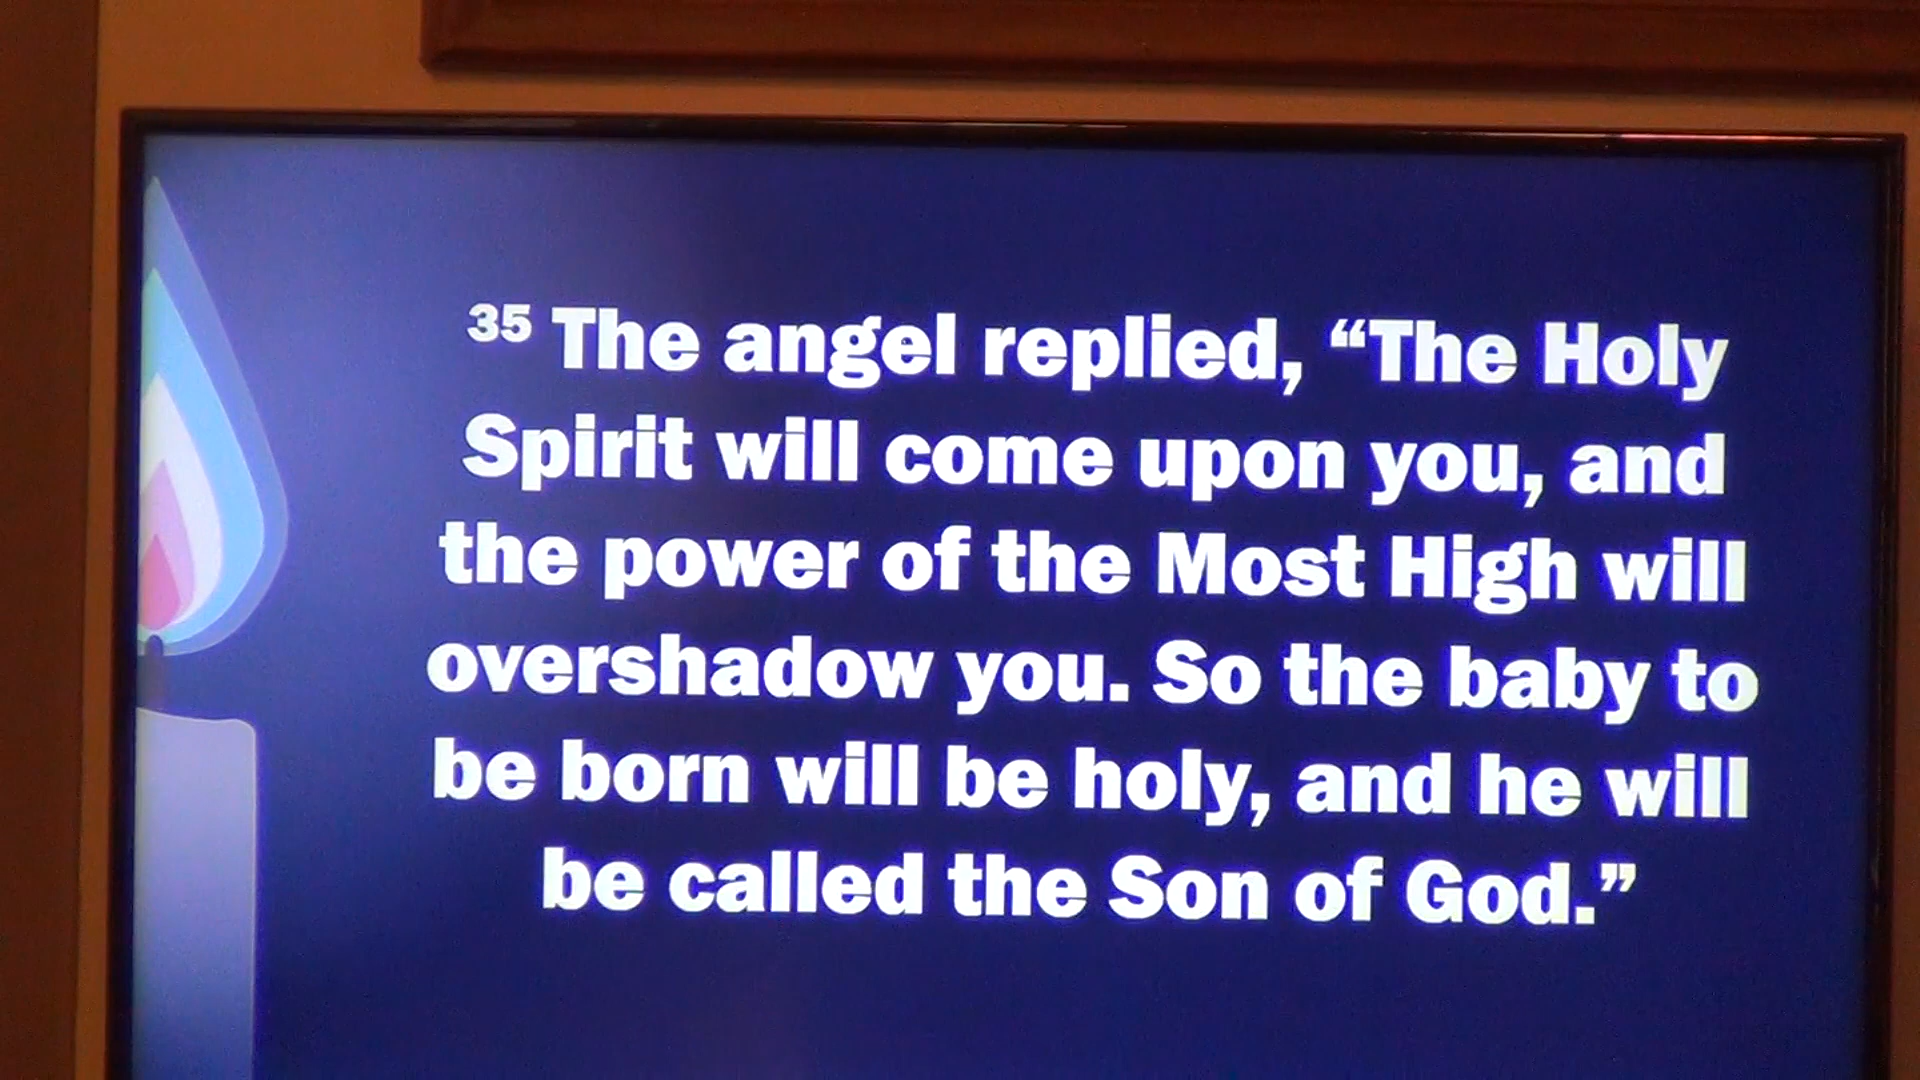 35 The angel replied, “The Holy
Spirit will come upon you, and
the power of the Most High will
overshadow you. So the baby to
be born will be holy, and he will
be called the Son of God.”